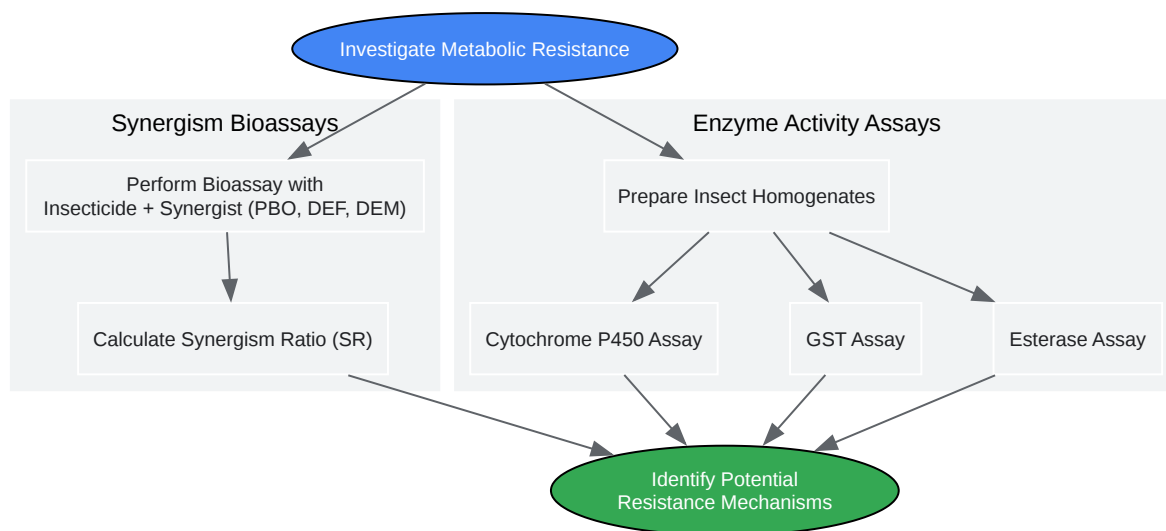 Investigate Metabolic Resistance
Synergism Bioassays
Enzyme Activity Assays
Perform Bioassay with
Insecticide + Synergist (PBO, DEF, DEM)
Prepare Insect Homogenates
Calculate Synergism Ratio (SR)
Cytochrome P450 Assay
GST Assay
Esterase Assay
Identify Potential
Resistance Mechanisms